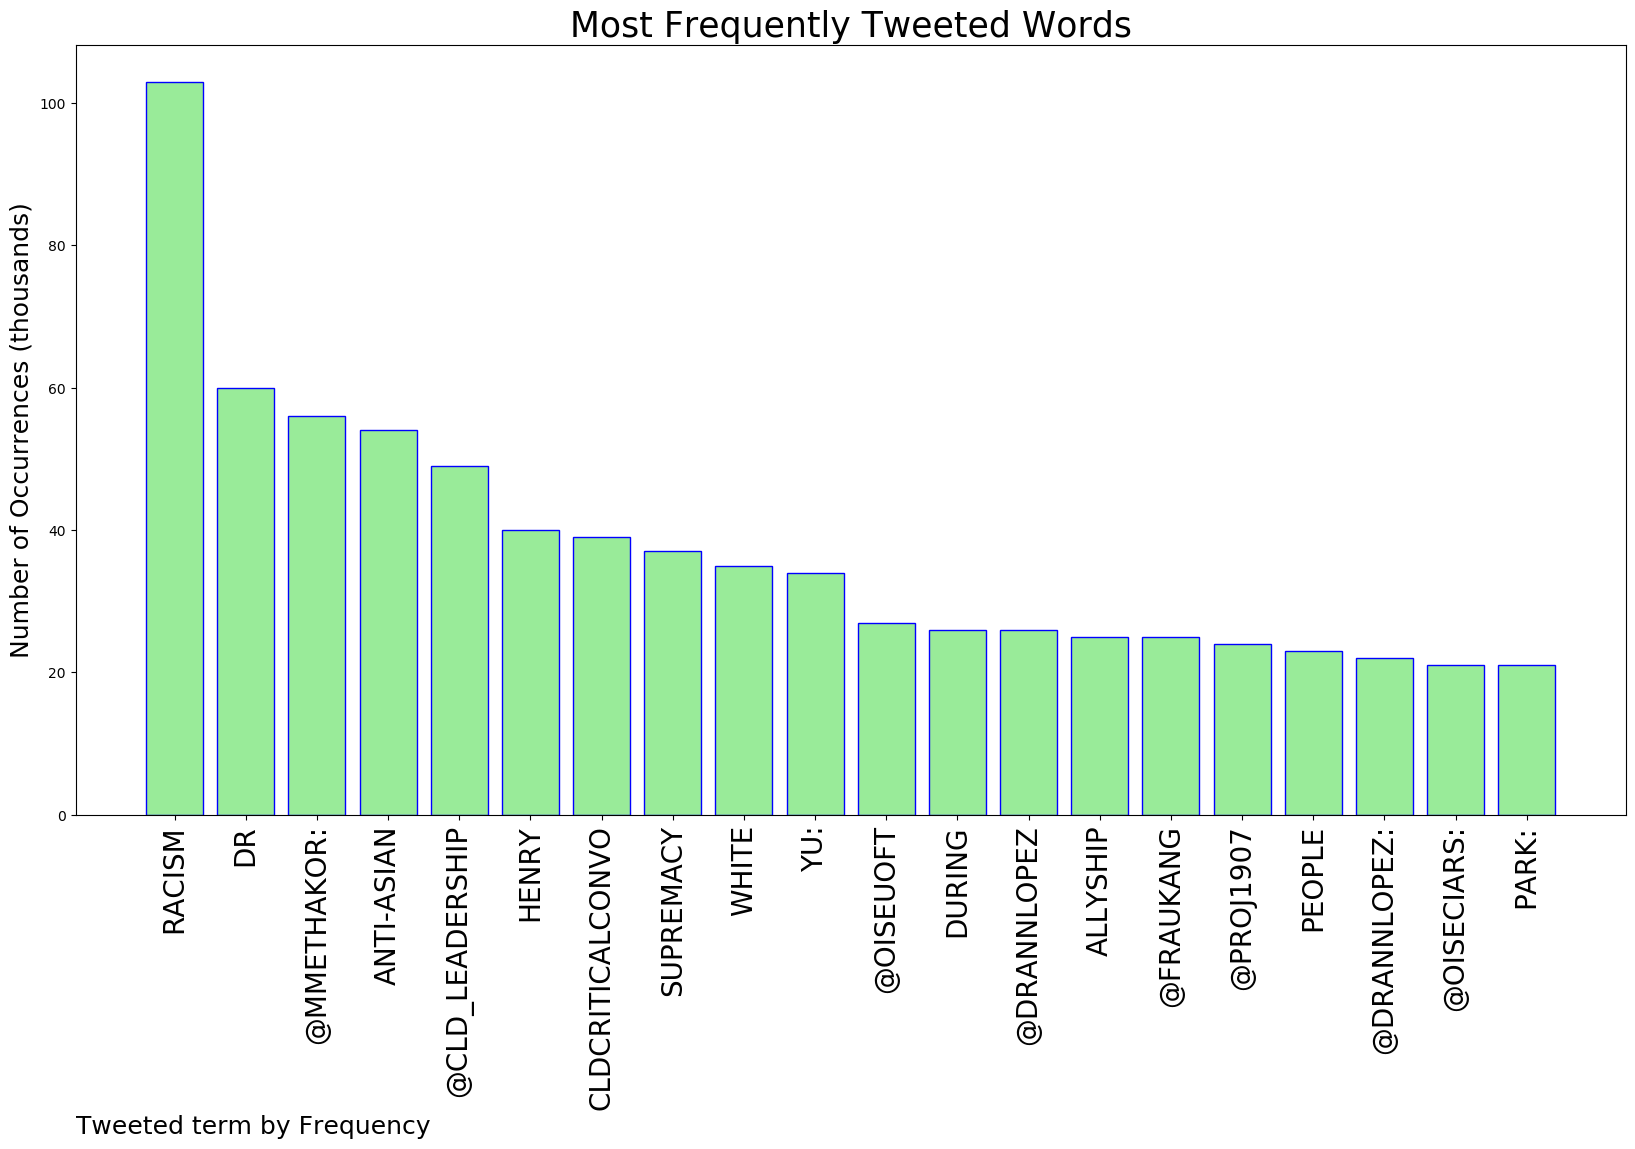 Most Frequently Tweeted Words
Number of Occurrences (thousands)
100
80
60
40
20
0
RACISM
DR
@MMETHAKOR:
ANTI-ASIAN
@CLD_LEADERSHIP
HENRY
CLDCRITICALCONVO
SUPREMACY
WHITE
YU:
@OISEUOFT
DURING
@DRANNLOPEZ
ALLYSHIP
@FRAUKANG
@PROJ1907
PEOPLE
@DRANNLOPEZ:
@OISECIARS:
PARK:
Tweeted term by Frequency